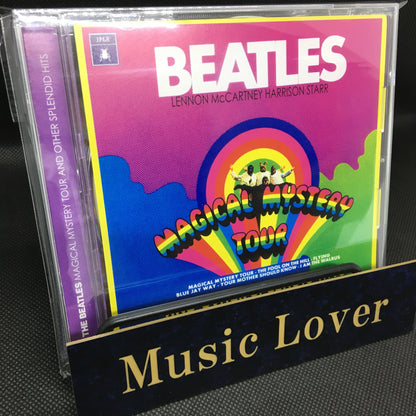 THE BEATLES MAGICAL MYSTERY TOUR AND OTHER SPLENDID HITS
BEATLES
LENNON McCARTNEY HARRISON STARR
MAGICAL MYSTERY
TOUR
MAGICAL MYSTERY TOUR · THE FOOL ON THE HILL · FLYING
BLUE JAY WAY · YOUR MOTHER SHOULD KNOW · I AM THE WALRUS
Music Lover